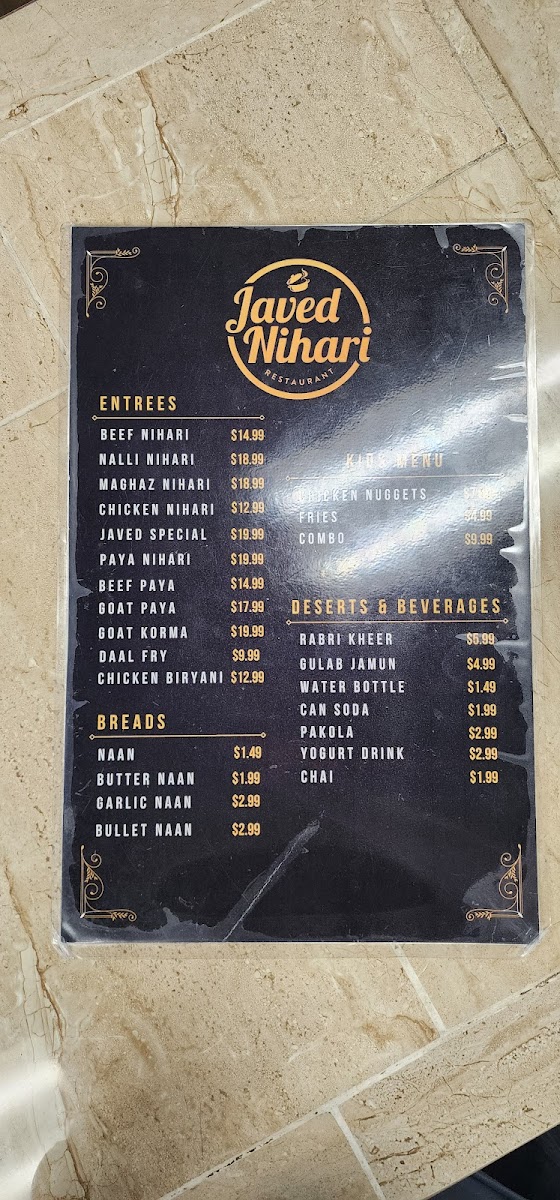 Javed
Nihari
RESTAURANT
ENTREES
BEEF NIHARI $14.99
NALLI NIHARI $18.99
MAGHAZ NIHARI $18.99
CHICKEN NIHARI $12.99
JAVED SPECIAL $19.99
PAYA NIHARI $19.99
BEEF PAYA $14.99
GOAT PAYA $17.99
GOAT KORMA $19.99
DAAL FRY $9.99
CHICKEN BIRYANI $12.99
BREADS
NAAN $1.49
BUTTER NAAN $1.99
GARLIC NAAN $2.99
BULLET NAAN $2.99
KIDS MENU
CHICKEN NUGGETS
FRIES $4.99
COMBO $9.99
DESERTS & BEVERAGES
RABRI KHEER $5.99
GULAB JAMUN $4.99
WATER BOTTLE $1.49
CAN SODA $1.99
PAKOLA $2.99
YOGURT DRINK $2.99
CHAI $1.99